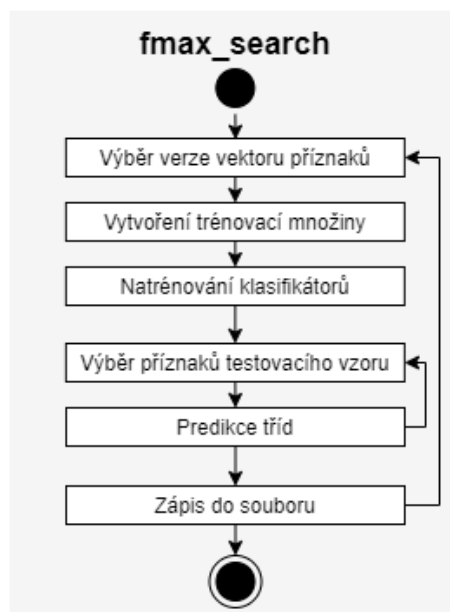 fmax_search
Výběr verze vektoru příznaků
Vytvoření trénovací množiny
Natrénování klasifikátorů
Výběr příznaků testovacího vzoru
Predikce tříd
Zápis do souboru